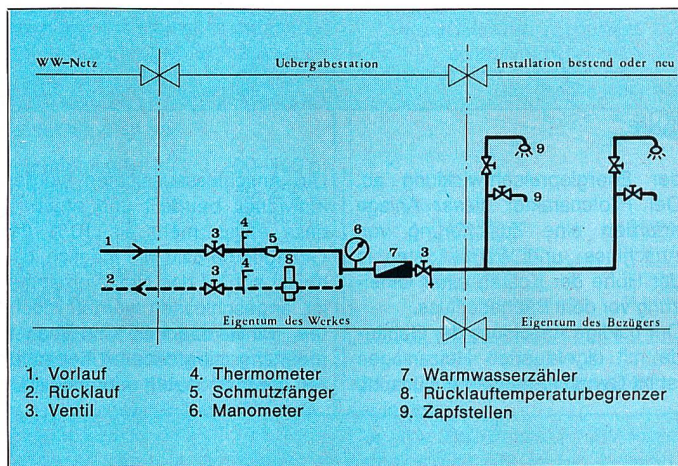 WW-Netz Uebergabestation Installation bestend oder neu
9
9
4 6
1 3 5 7 3
4
2 3 8
Eigentum des Werkes Eigentum des Bezügers
1. Vorlauf 4. Thermometer 7. Warmwasserzähler
2. Rücklauf 5. Schmutzfänger 8. Rücklauftemperaturbegrenzer
3. Ventil 6. Manometer 9. Zapfstellen